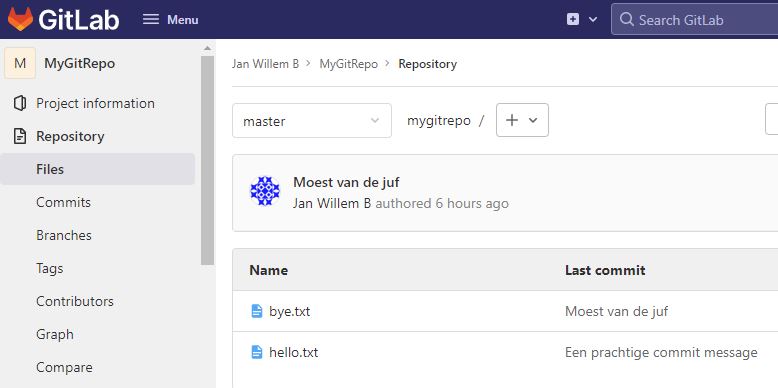 GitLab Menu Search GitLab
M MyGitRepo
Jan Willem B > MyGitRepo > Repository
Project information
master mygitrepo / +
Repository
Files
Moest van de juf
Jan Willem B authored 6 hours ago
Commits
Branches
Tags
Contributors
Graph
Compare
Name Last commit
bye.txt Moest van de juf
hello.txt Een prachtige commit message